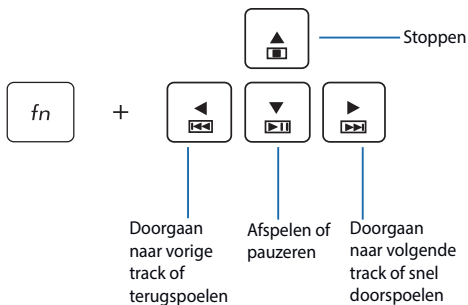 Stoppen
fn +
Doorgaan
naar vorige
track of
terugspoelen
Afspelen of
pauzeren
Doorgaan
naar volgende
track of snel
doorspoelen